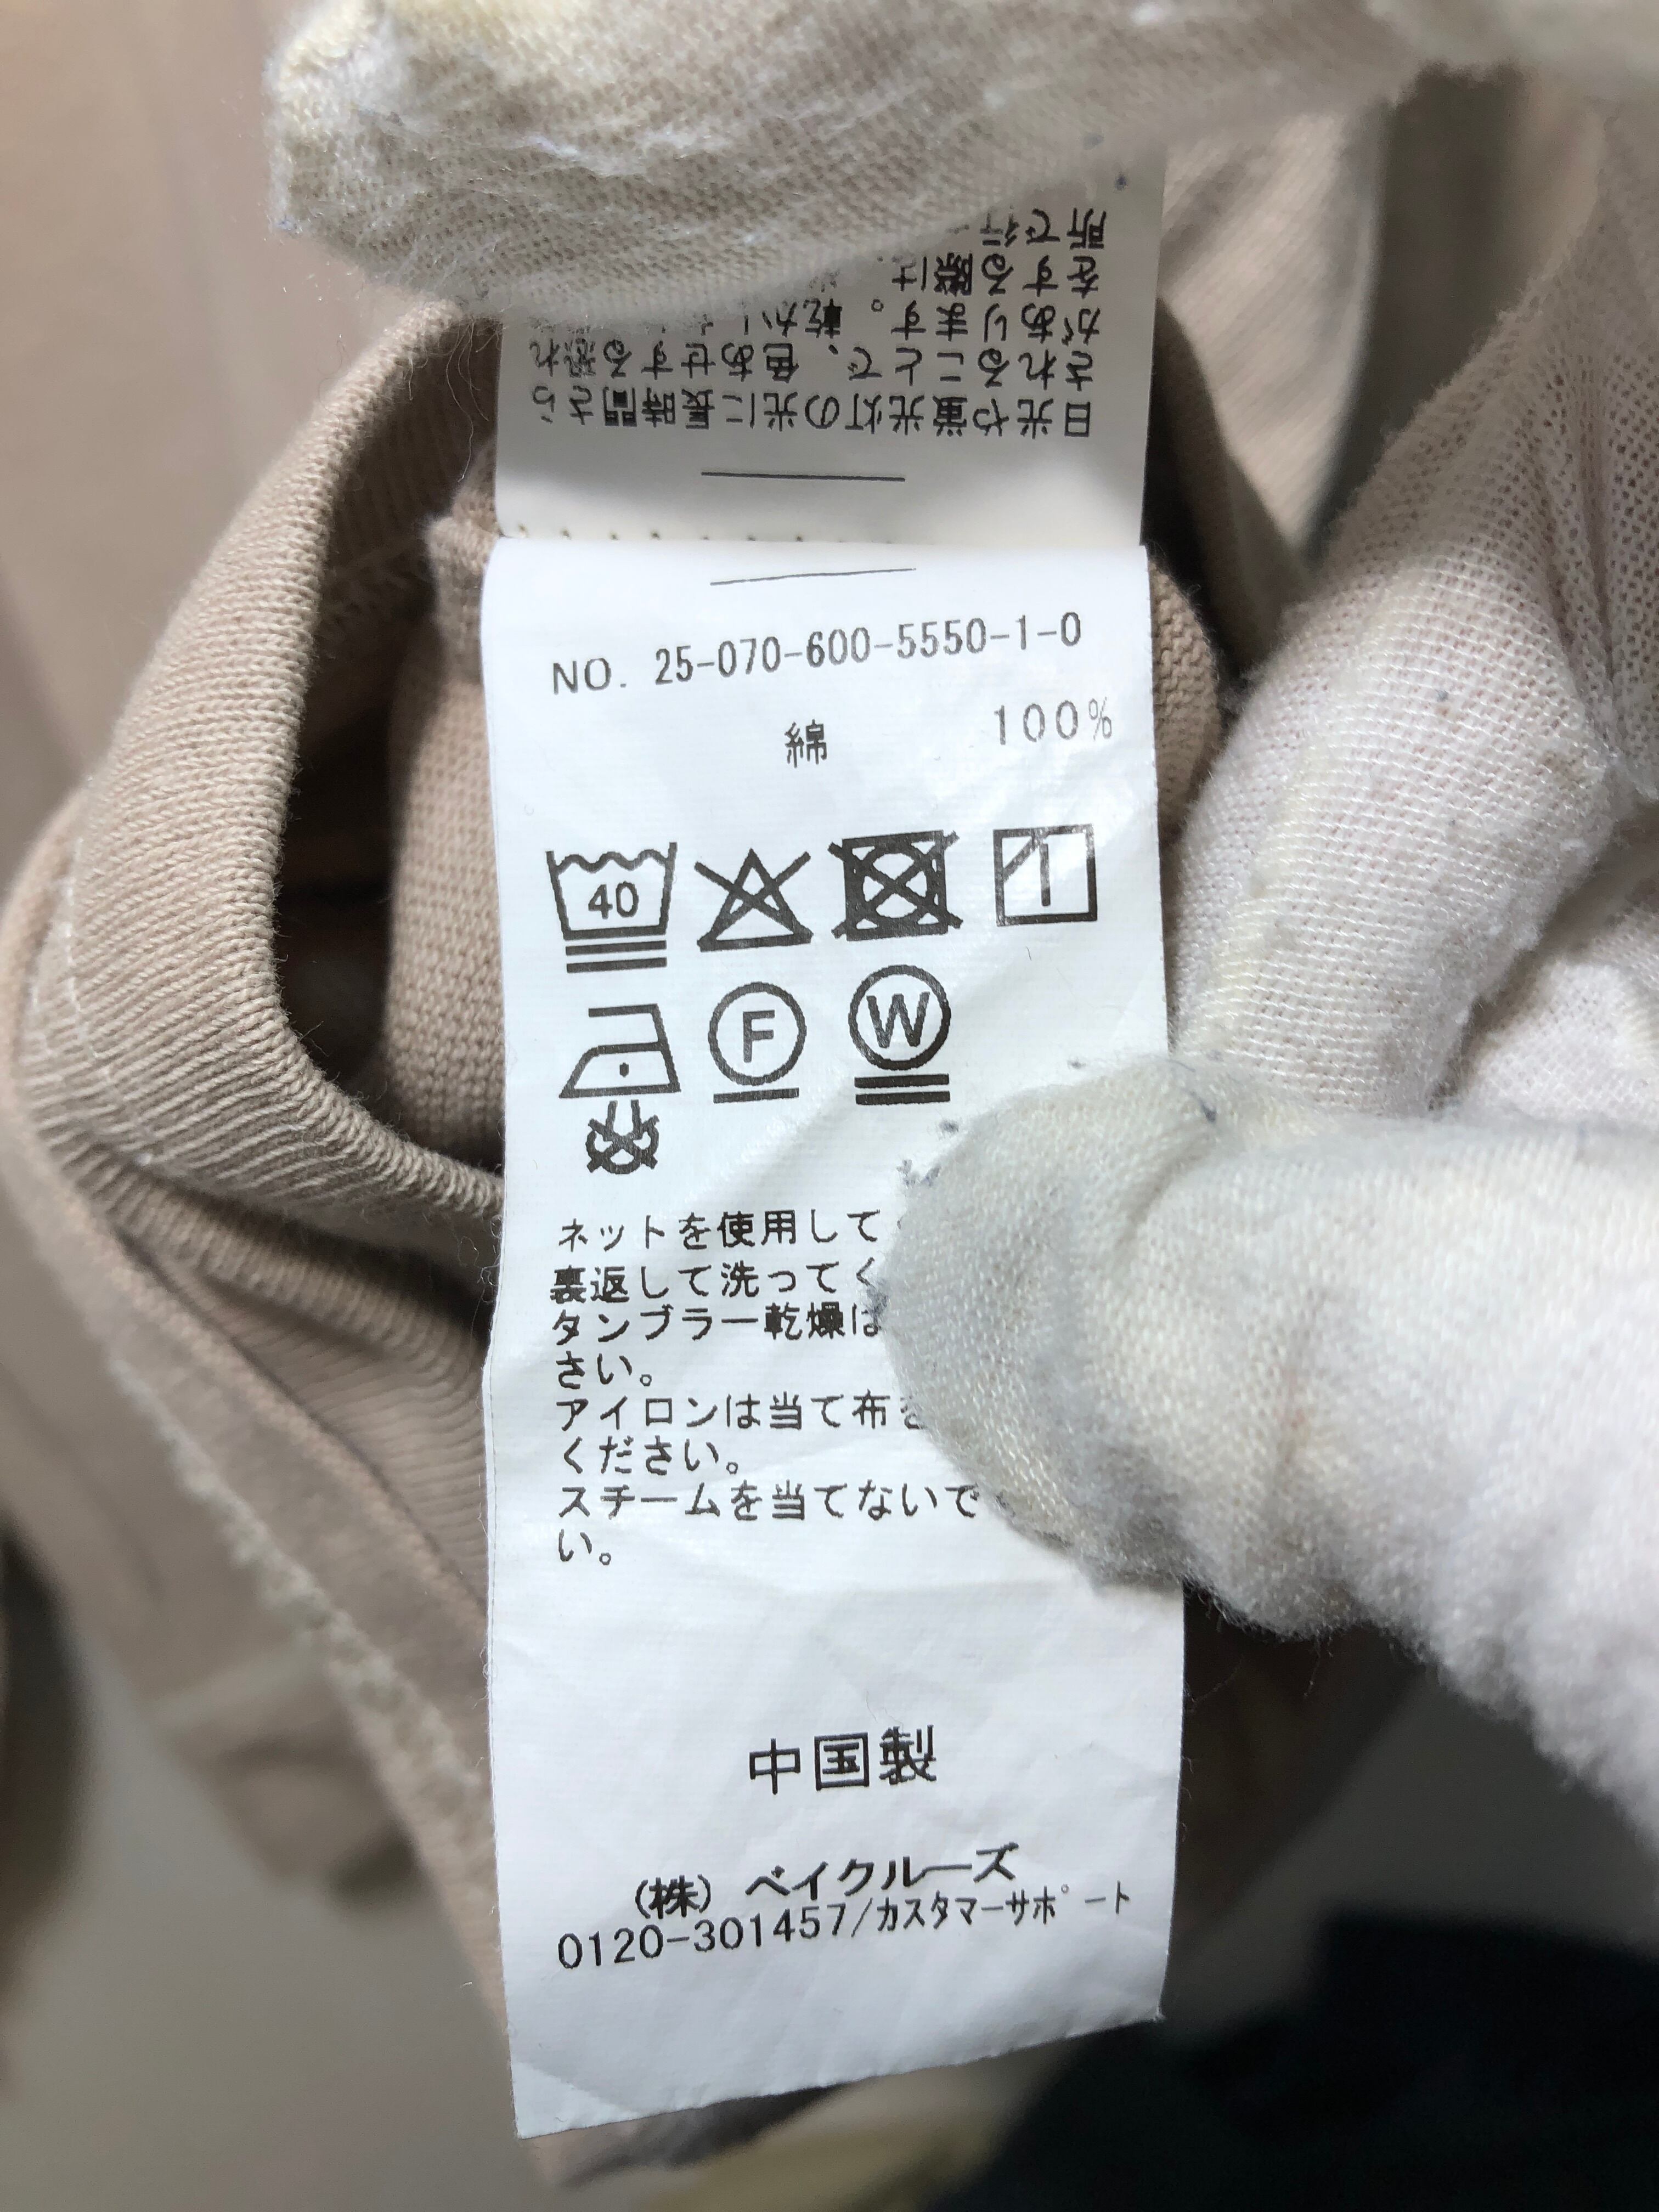 日光や蛍光灯の光に長時間さら
されることで、色あせする恐れ
があります。乾かし
をする際は
所で行
NO. 25-070-600-5550-1-0
綿 100%
40
F W
ネットを使用して
裏返して洗ってく
タンブラー乾燥は
さい。
アイロンは当て布を
ください。
スチームを当てないで
い。
中国製
(株) ベイクルーズ
0120-301457/カスタマーサポート